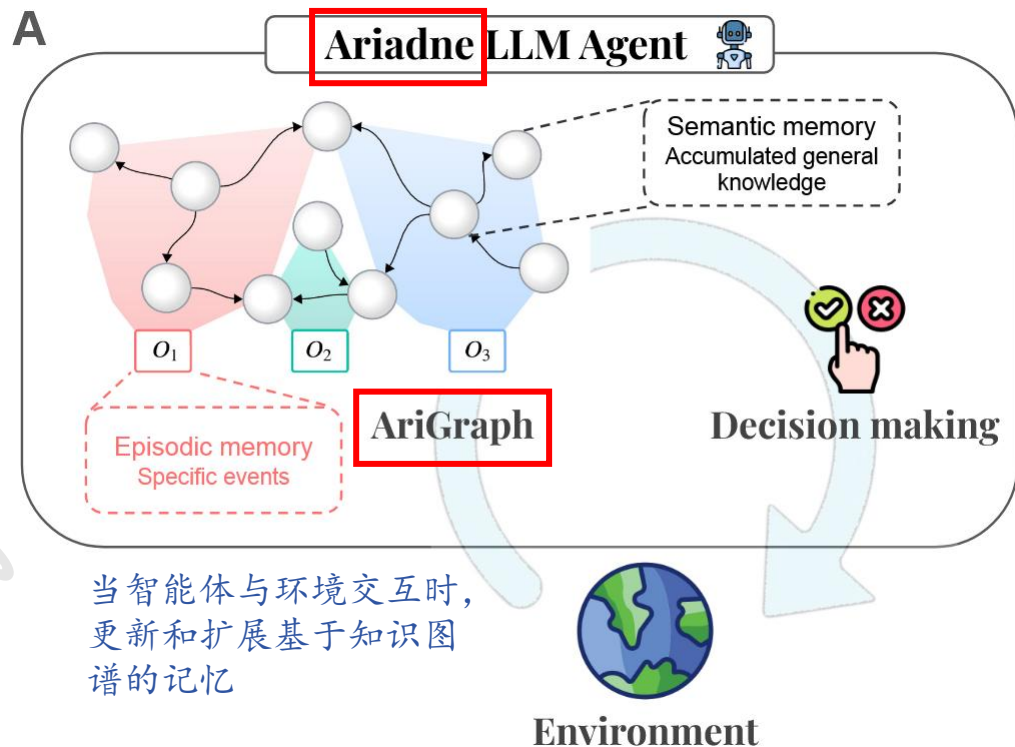 A
Ariadne LLM Agent
Semantic memory
Accumulated general
knowledge
O₁
O₂
O₃
Episodic memory
Specific events
AriGraph
Decision making
当智能体与环境交互时，
更新和扩展基于知识图
谱的记忆
Environment